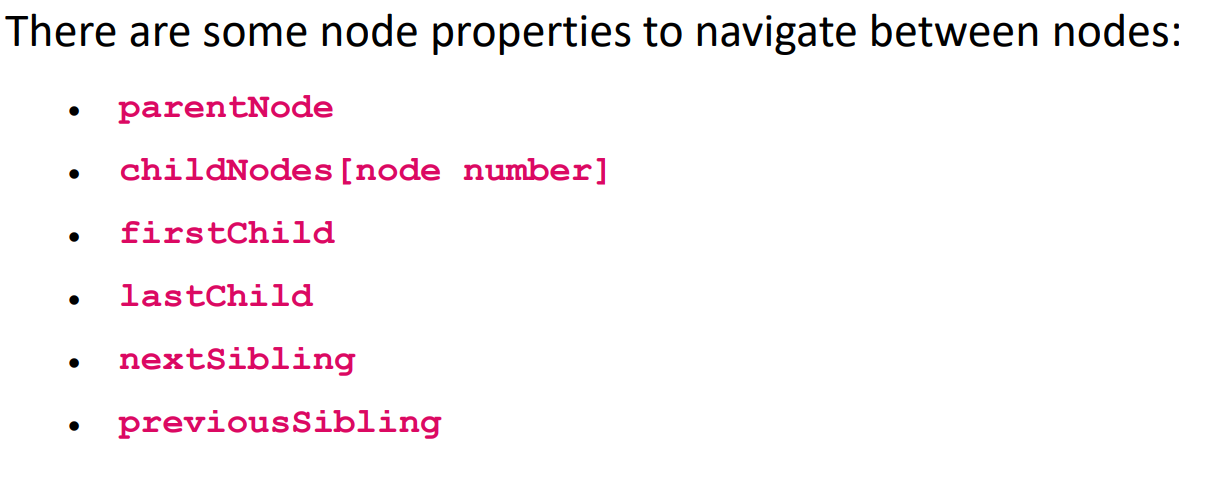 There are some node properties to navigate between nodes:
• parentNode
• childNodes[node number]
• firstChild
• lastChild
• nextSibling
• previousSibling